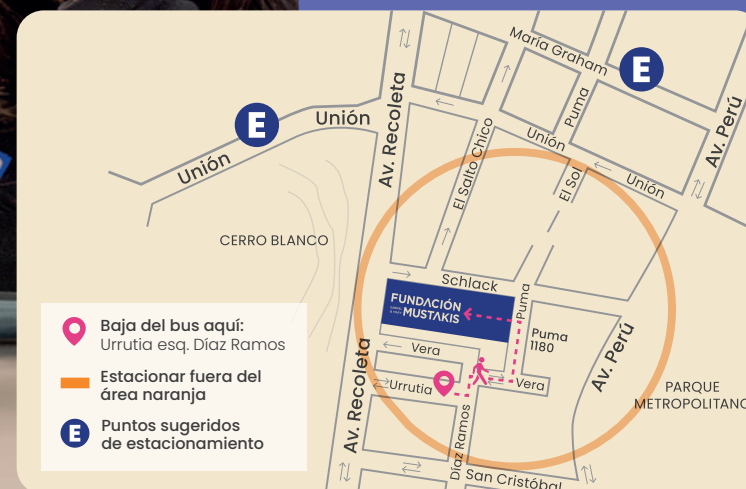 María Graham
E
Puma
Av. Perú
Av. Recoleta
Unión
E
Unión
El Salto Chico
Unión
El Sol
Unión
CERRO BLANCO
Schlack
FUNDACIÓN
MUSTAKIS
Puma
Puma
1180
Vera
Av. Perú
Av. Recoleta
Urrutia
Vera
PARQUE
METROPOLITANO
Díaz Ramos
San Cristóbal
Baja del bus aquí:
Urrutia esq. Díaz Ramos
Estacionar fuera del
área naranja
E
Puntos sugeridos
de estacionamiento